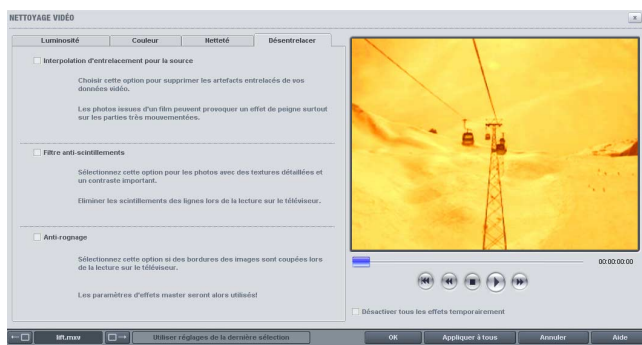 NETTOYAGE VIDÉO
Luminosité
Couleur
Netteté
Désentrelacer
Interpolation d'entrelacement pour la source
Choisir cette option pour supprimer les artefacts entrelacés de vos
données vidéo.
Les photos issues d'un film peuvent provoquer un effet de peigne surtout
sur les parties très mouvementées.
Filtre anti-scintillements
Sélectionnez cette option pour les photos avec des textures détaillées et
un contraste important.
Eliminer les scintillements des lignes lors de la lecture sur le téléviseur.
Anti-rognage
Sélectionnez cette option si des bordures des images sont coupées lors
de la lecture sur le téléviseur.
Les paramètres d'effets master seront alors utilisés!
00:00:00:00
Désactiver tous les effets temporairement
lift.mxv
Utiliser réglages de la dernière sélection
OK
Appliquer à tous
Annuler
Aide